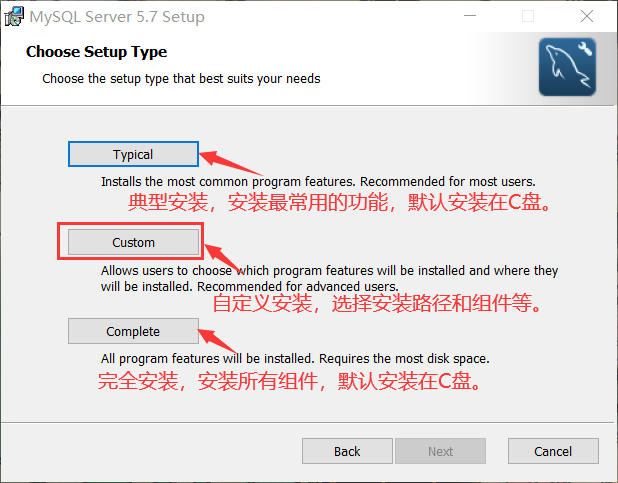 MySQL Server 5.7 Setup
Choose Setup Type
Choose the setup type that best suits your needs
Typical
Installs the most common program features. Recommended for most users.
典型安装，安装最常用的功能，默认安装在C盘。
Custom
Allows users to choose which program features will be installed and where they
will be installed. Recommended for advanced users.
自定义安装，选择安装路径和组件等。
Complete
All program features will be installed. Requires the most disk space.
完全安装，安装所有组件，默认安装在C盘。
Back
Next
Cancel